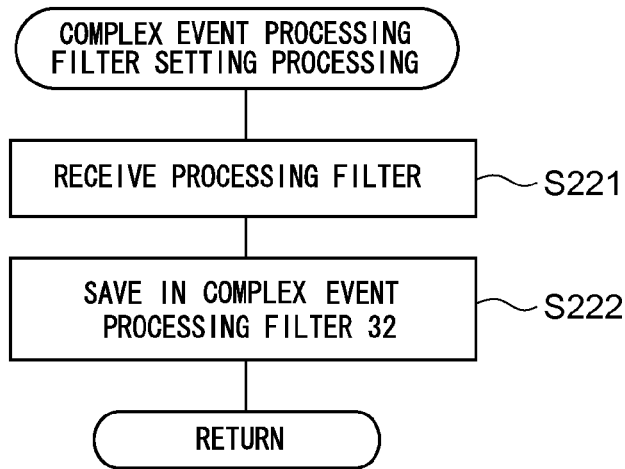 COMPLEX EVENT PROCESSING
FILTER SETTING PROCESSING
RECEIVE PROCESSING FILTER
S221
SAVE IN COMPLEX EVENT
PROCESSING FILTER 32
S222
RETURN